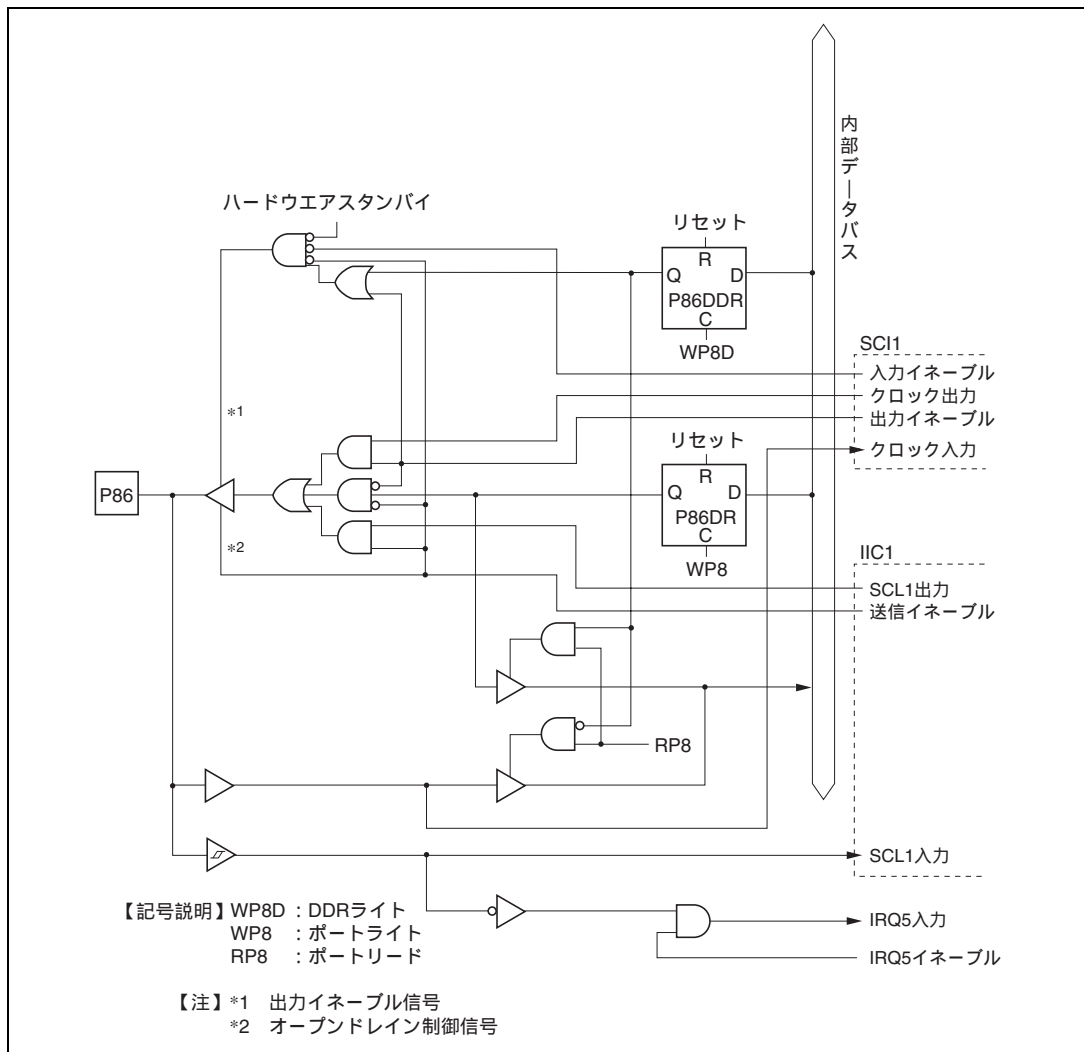 内部データバス
ハードウエアスタンバイ
リセット
R
Q
D
P86DDR
C
WP8D
SCI1
入力イネーブル
クロック出力
出力イネーブル
クロック入力
*1
リセット
R
Q
D
P86DR
C
WP8
P86
*2
IIC1
SCL1出力
送信イネーブル
RP8
SCL1入力
IRQ5入力
IRQ5イネーブル
【記号説明】WP8D：DDRライト
WP8：ポートライト
RP8：ポートリード
【注】*1 出力イネーブル信号
*2 オープンドレイン制御信号